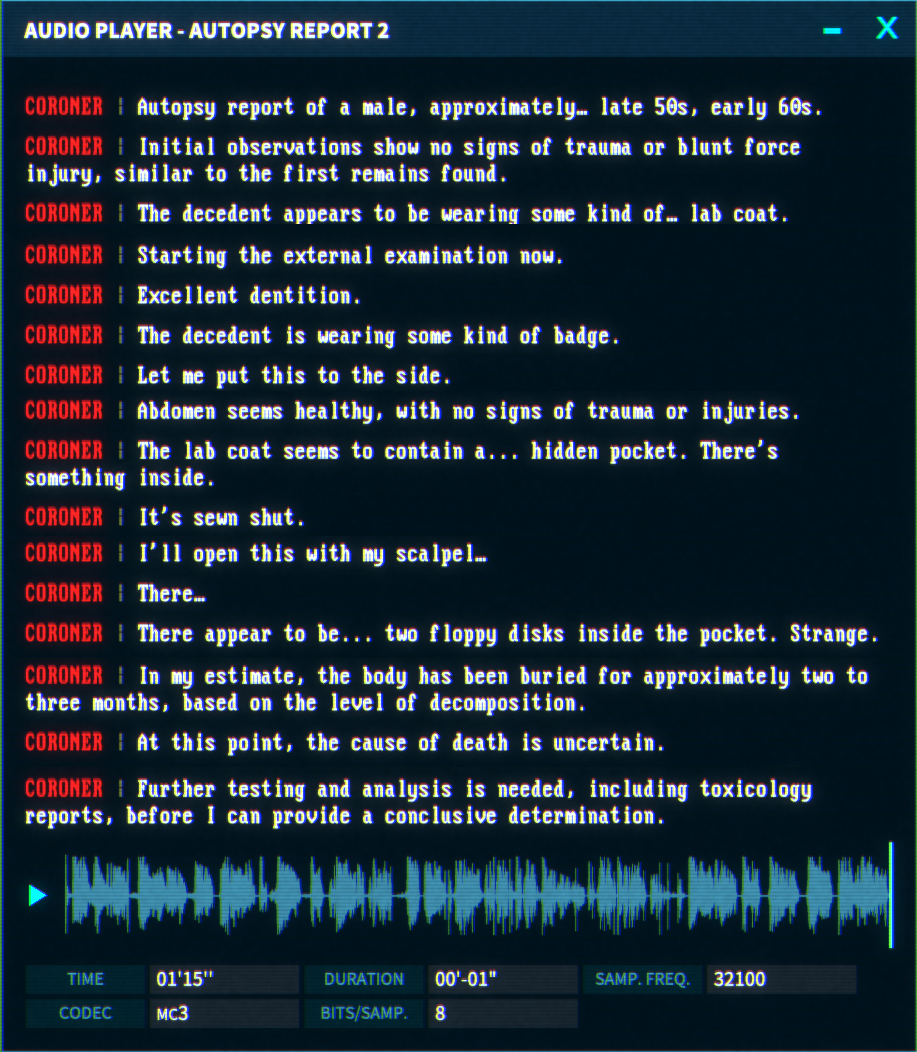 AUDIO PLAYER - AUTOPSY REPORT 2
CORONER ¦ Autopsy report of a male, approximately… late 50s, early 60s.
CORONER ¦ Initial observations show no signs of trauma or blunt force
injury, similar to the first remains found.
CORONER ¦ The decedent appears to be wearing some kind of… lab coat.
CORONER ¦ Starting the external examination now.
CORONER ¦ Excellent dentition.
CORONER ¦ The decedent is wearing some kind of badge.
CORONER ¦ Let me put this to the side.
CORONER ¦ Abdomen seems healthy, with no signs of trauma or injuries.
CORONER ¦ The lab coat seems to contain a... hidden pocket. There's
something inside.
CORONER ¦ It's sewn shut.
CORONER ¦ I'll open this with my scalpel…
CORONER ¦ There…
CORONER ¦ There appear to be... two floppy disks inside the pocket. Strange.
CORONER ¦ In my estimate, the body has been buried for approximately two to
three months, based on the level of decomposition.
CORONER ¦ At this point, the cause of death is uncertain.
CORONER ¦ Further testing and analysis is needed, including toxicology
reports, before I can provide a conclusive determination.
TIME 01'15'' DURATION 00'-01" SAMP. FREQ. 32100
CODEC MC3 BITS/SAMP. 8